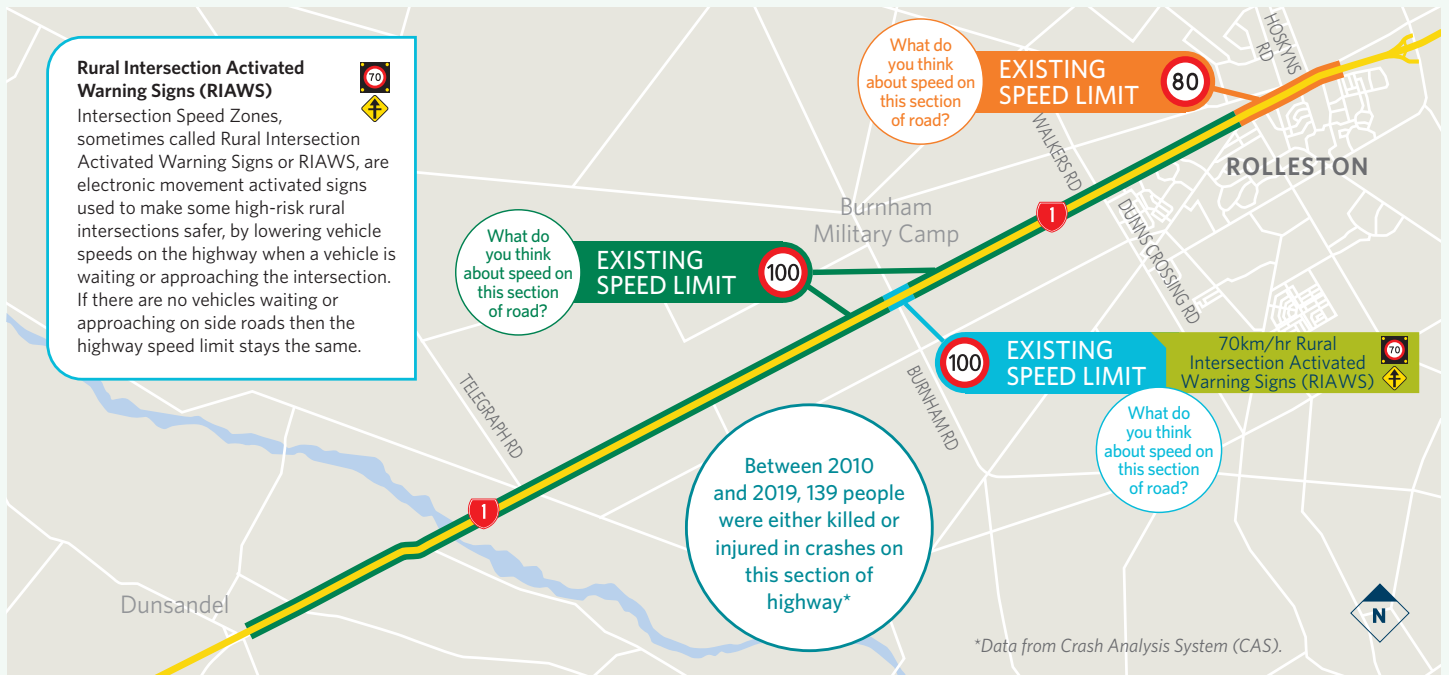 Rural Intersection Activated
Warning Signs (RIAWS)
70
Intersection Speed Zones,
sometimes called Rural Intersection
Activated Warning Signs or RIAWS, are
electronic movement activated signs
used to make some high-risk rural
intersections safer, by lowering vehicle
speeds on the highway when a vehicle is
waiting or approaching the intersection.
If there are no vehicles waiting or
approaching on side roads then the
highway speed limit stays the same.
What do
you think
about speed on
this section
of road?
EXISTING
SPEED LIMIT
80
HOSKYNS
RD
WALKERS RD
ROLLESTON
DUNNS CROSSING RD
Burnham
Military Camp
1
What do
you think
about speed on
this section
of road?
EXISTING
SPEED LIMIT
100
100
EXISTING
SPEED LIMIT
70km/hr Rural
Intersection Activated
Warning Signs (RIAWS)
70
What do
you think
about speed on
this section
of road?
BURNHAM RD
TELEGRAPH RD
1
Between 2010
and 2019, 139 people
were either killed or
injured in crashes on
this section of
highway*
Dunsandel
N
*Data from Crash Analysis System (CAS).